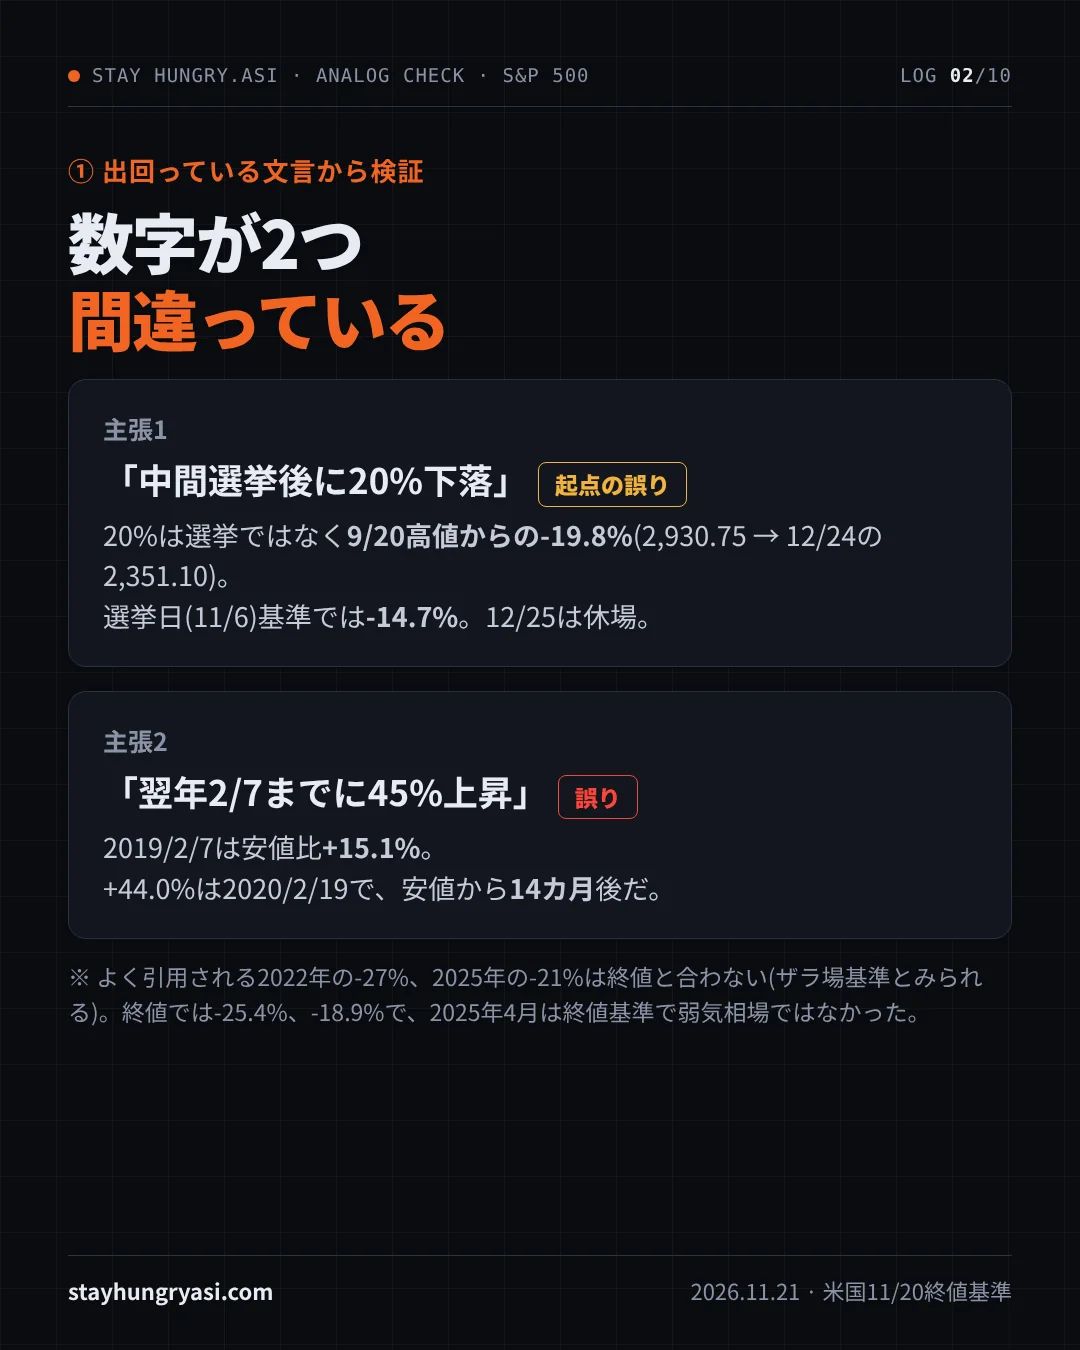 STAY HUNGRY.ASI · ANALOG CHECK · S&P 500
LOG 02/10
① 出回っている文言から検証
数字が2つ
間違っている
主張1
「中間選挙後に20%下落」 起点の誤り
20%は選挙ではなく9/20高値からの-19.8%(2,930.75 → 12/24の
2,351.10)。
選挙日(11/6)基準では-14.7%。12/25は休場。
主張2
「翌年2/7までに45%上昇」 誤り
2019/2/7は安値比+15.1%。
+44.0%は2020/2/19で、安値から14カ月後だ。
※ よく引用される2022年の-27%、2025年の-21%は終値と合わない(ザラ場基準とみられ
る)。終値では-25.4%、-18.9%で、2025年4月は終値基準で弱気相場ではなかった。
stayhungryasi.com
2026.11.21 · 米国11/20終値基準